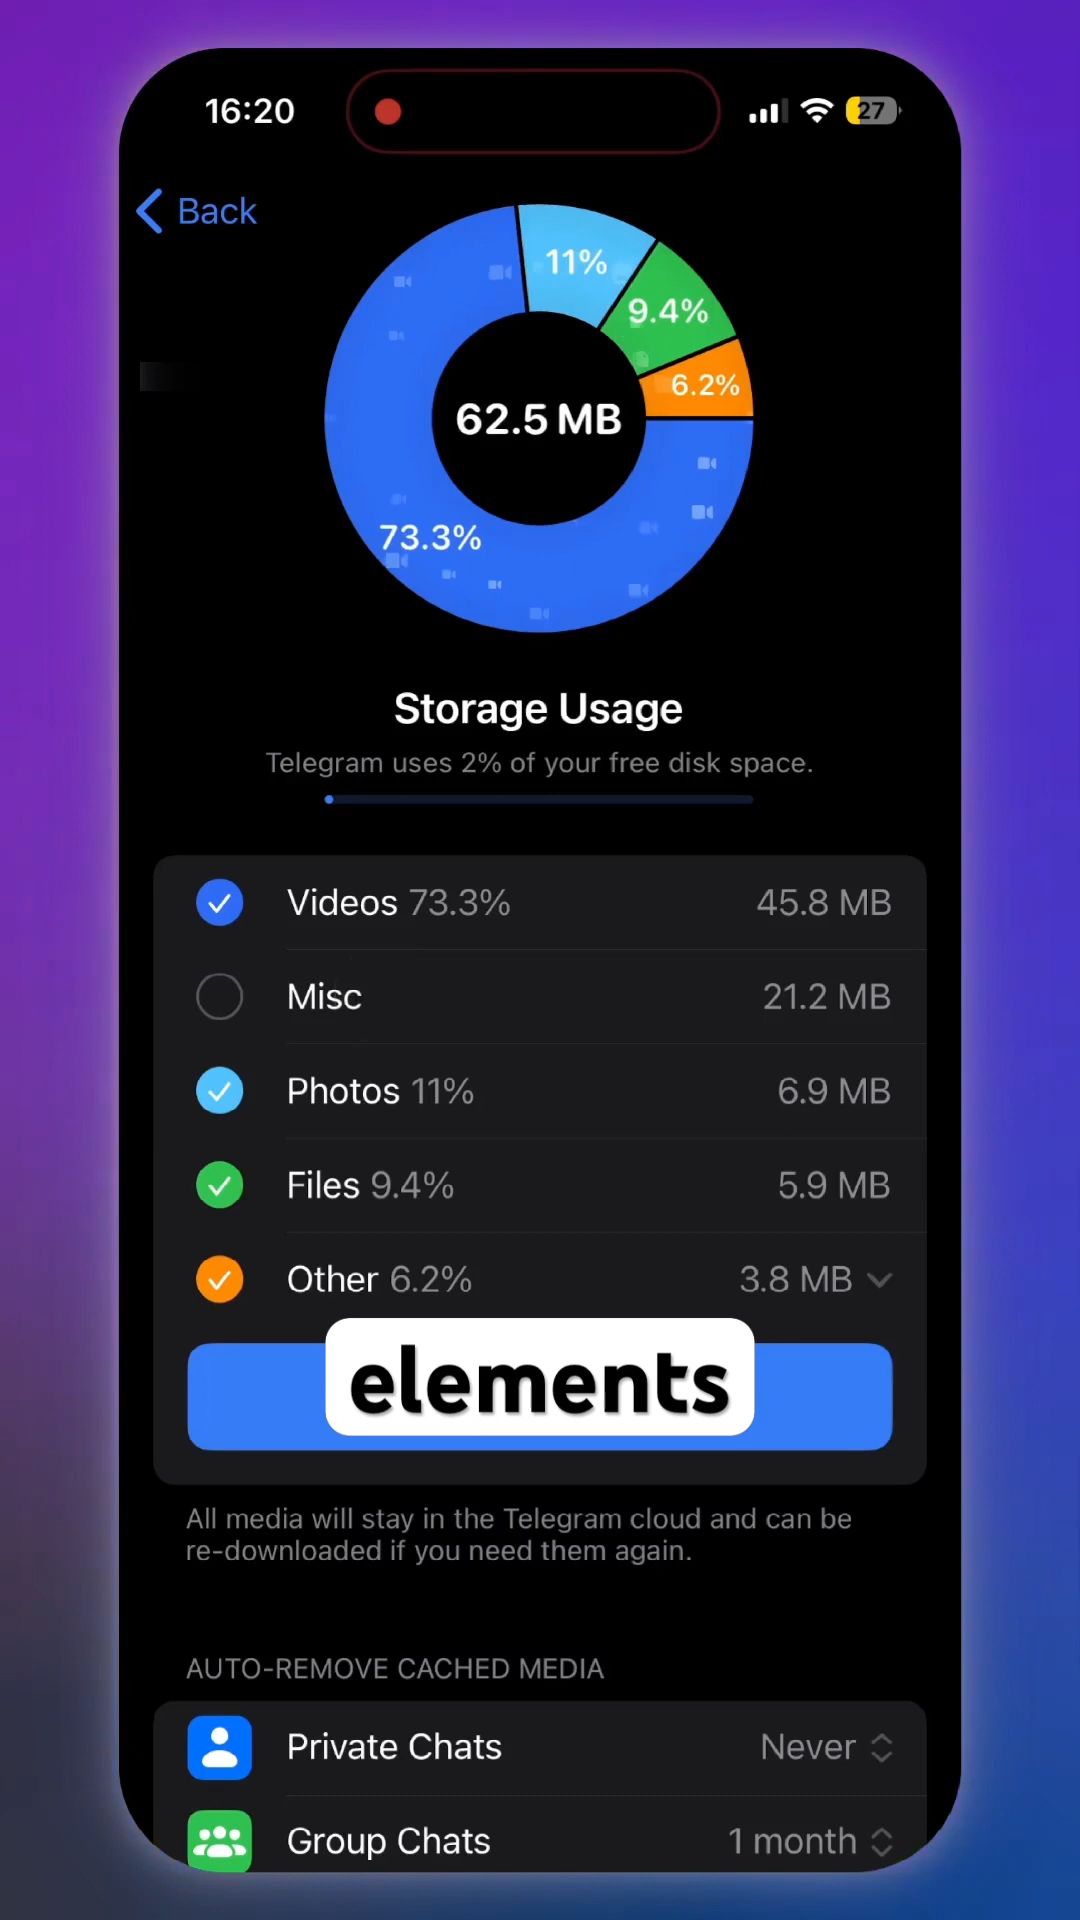 16:20
27
Back
11%
9.4%
6.2%
62.5 MB
73.3%
Storage Usage
Telegram uses 2% of your free disk space.
Videos 73.3% 45.8 MB
Misc 21.2 MB
Photos 11% 6.9 MB
Files 9.4% 5.9 MB
Other 6.2% 3.8 MB
elements
All media will stay in the Telegram cloud and can be
re-downloaded if you need them again.
AUTO-REMOVE CACHED MEDIA
Private Chats Never
Group Chats 1 month